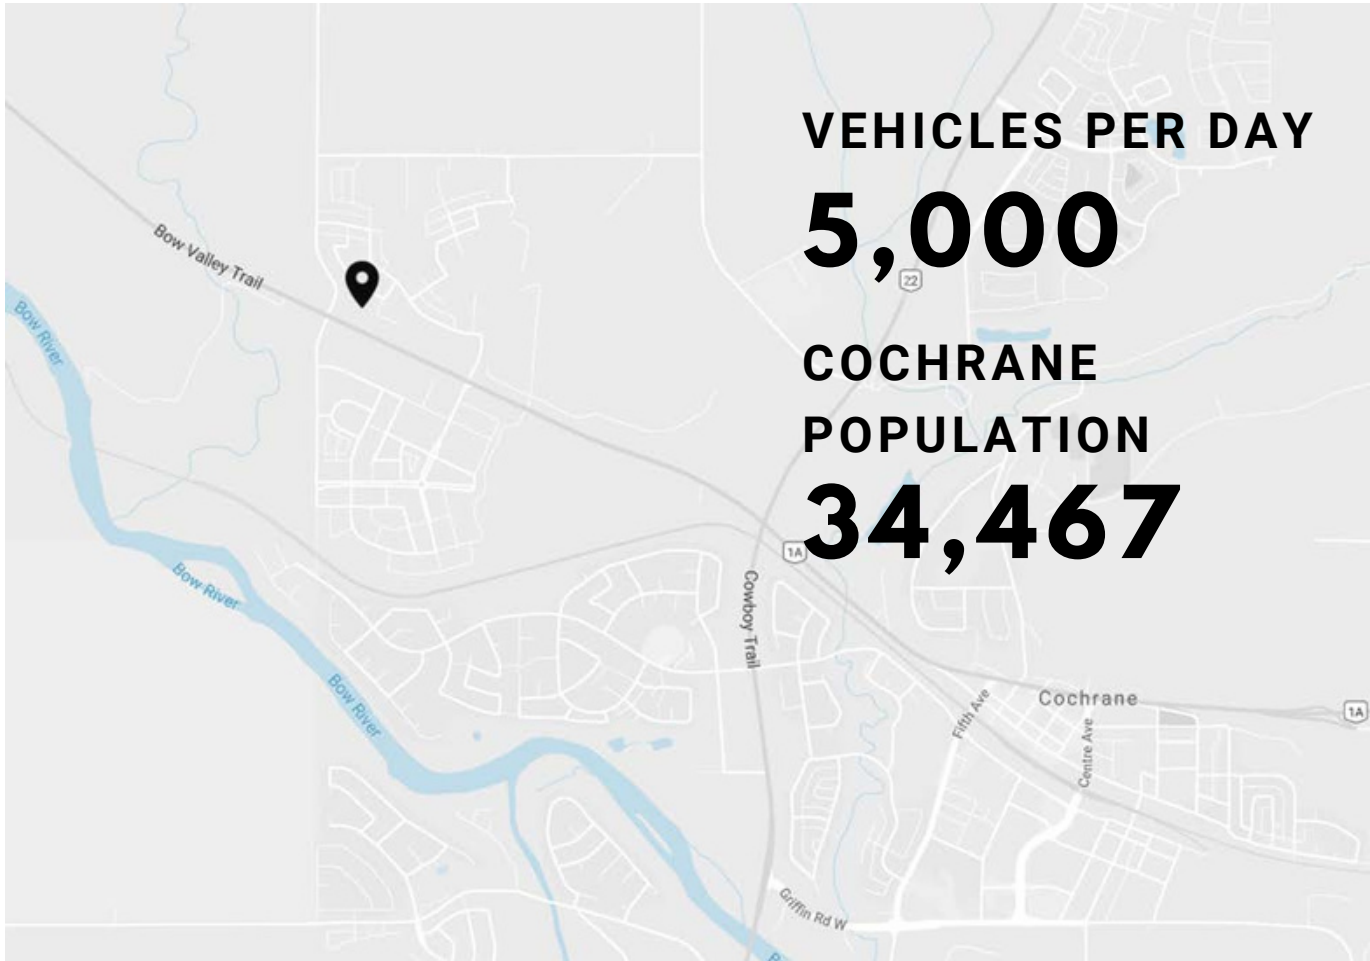 VEHICLES PER DAY
5,000
22
COCHRANE
POPULATION
34,467
1A
Bow Valley Trail
Bow River
Bow River
Bow River
Cowboy Trail
Fifth Ave
Cochrane
Centre Ave
1A
Griffin Rd W